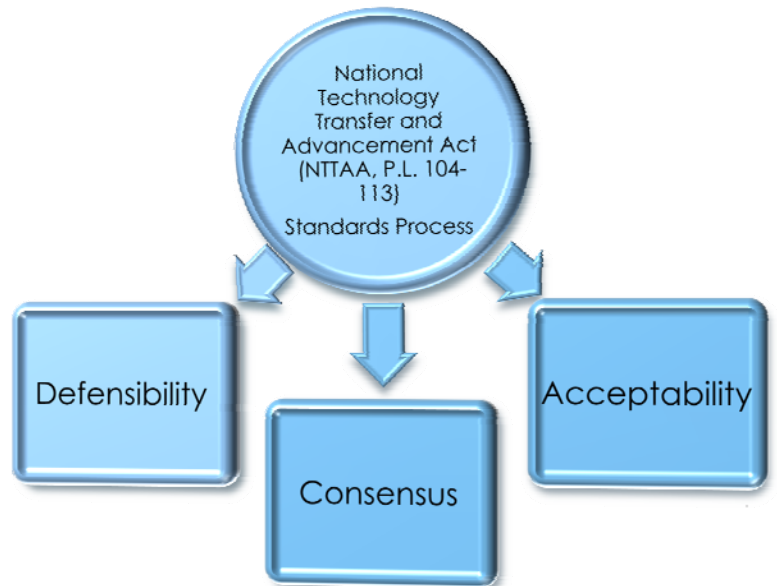 National
Technology
Transfer and
Advancement Act
(NTTAA, P.L. 104-
113)
Standards Process
Defensibility
Acceptability
Consensus